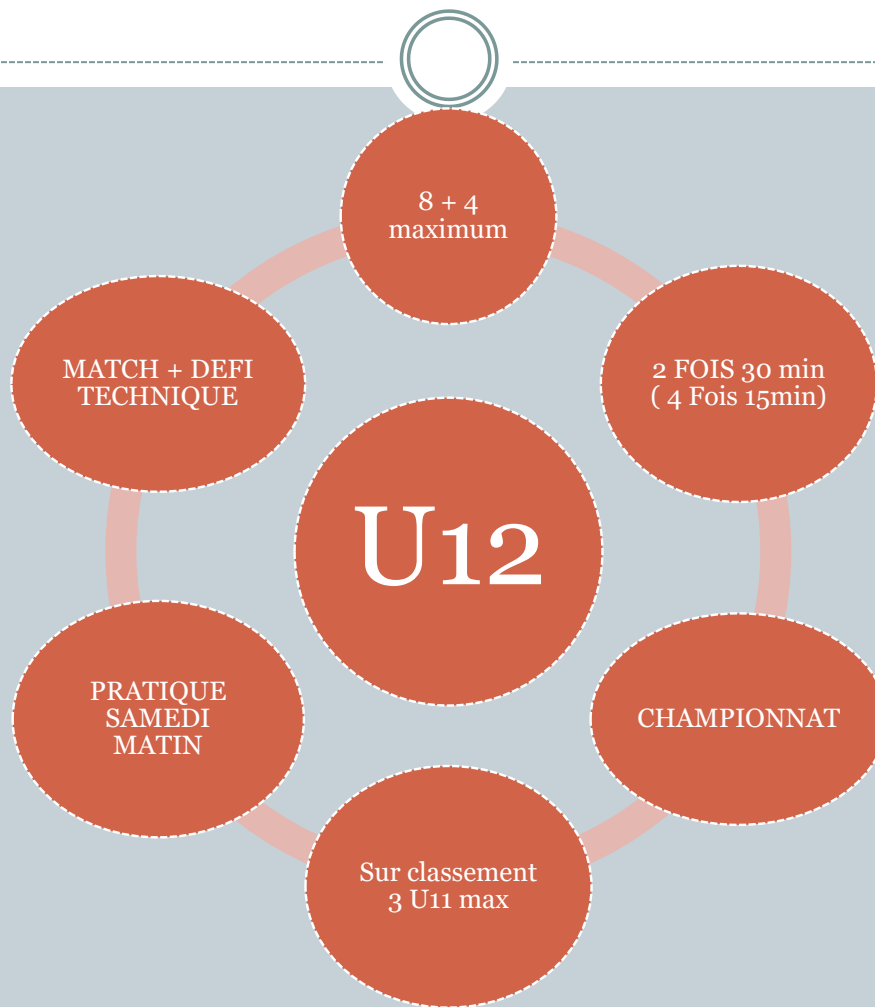 8 + 4
maximum
MATCH + DEFI
TECHNIQUE
2 FOIS 30 min
( 4 Fois 15min)
U12
PRATIQUE
SAMEDI
MATIN
CHAMPIONNAT
Sur classement
3 U11 max